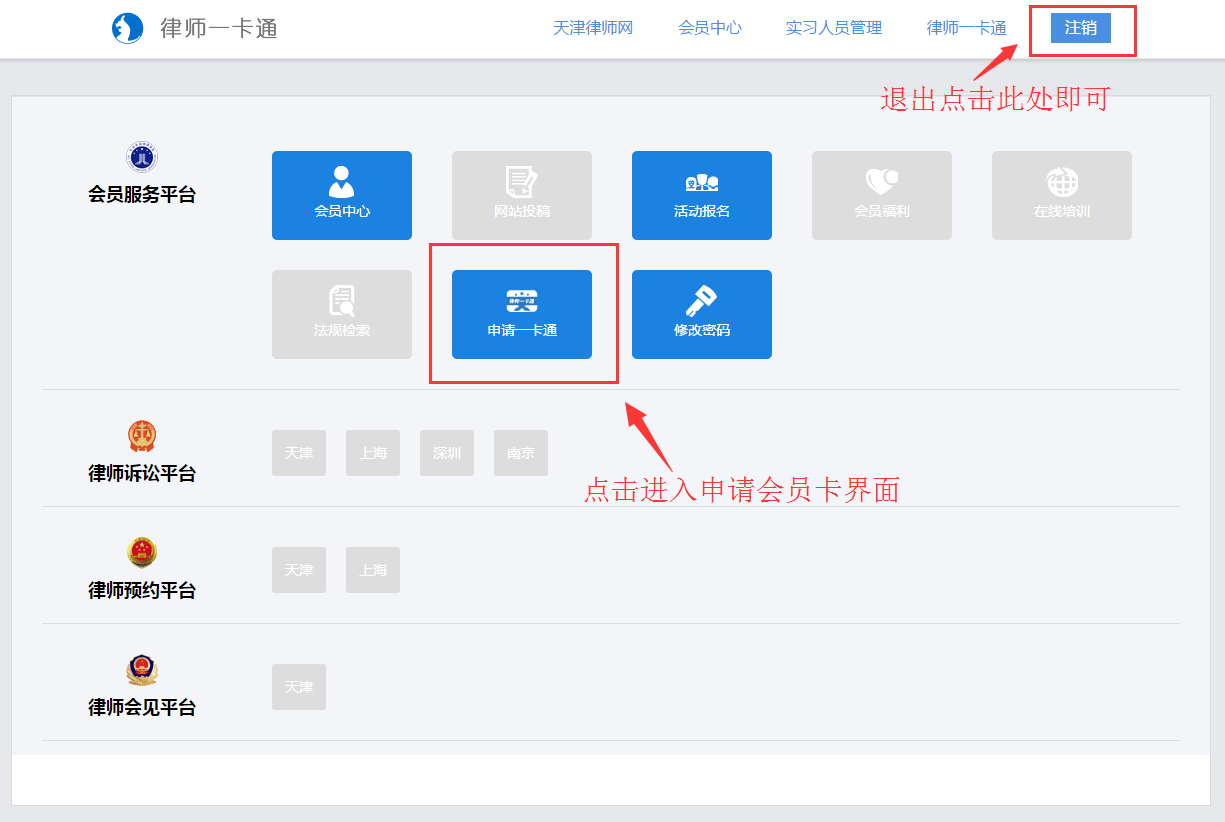 律师一卡通
天津律师网 会员中心 实习人员管理 律师一卡通 注销
退出点击此处即可
会员服务平台
会员中心 网站投稿 活动报名 会员福利 在线培训
法规检索 申请一卡通 修改密码
点击进入申请会员卡界面
律师诉讼平台
天津 上海 深圳 南京
律师预约平台
天津 上海
律师会见平台
天津